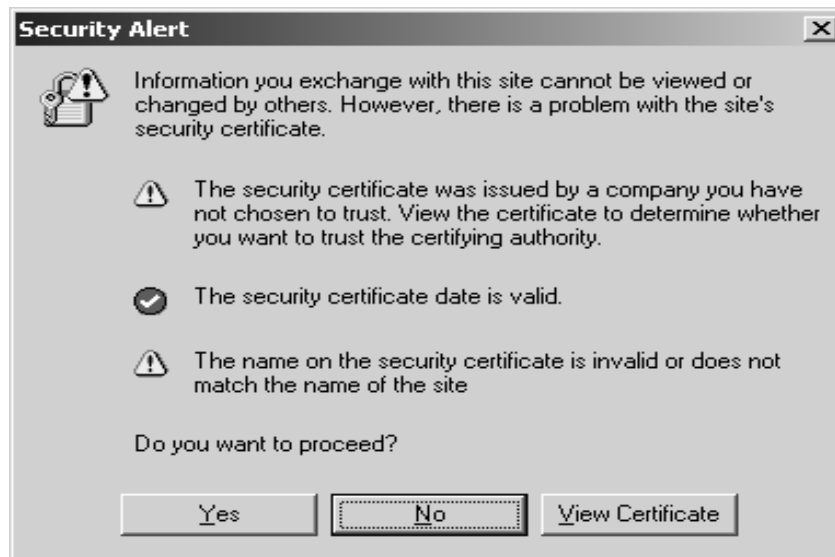 Security Alert
Information you exchange with this site cannot be viewed or
changed by others. However, there is a problem with the site's
security certificate.
The security certificate was issued by a company you have
not chosen to trust. View the certificate to determine whether
you want to trust the certifying authority.
The security certificate date is valid.
The name on the security certificate is invalid or does not
match the name of the site
Do you want to proceed?
Yes No View Certificate